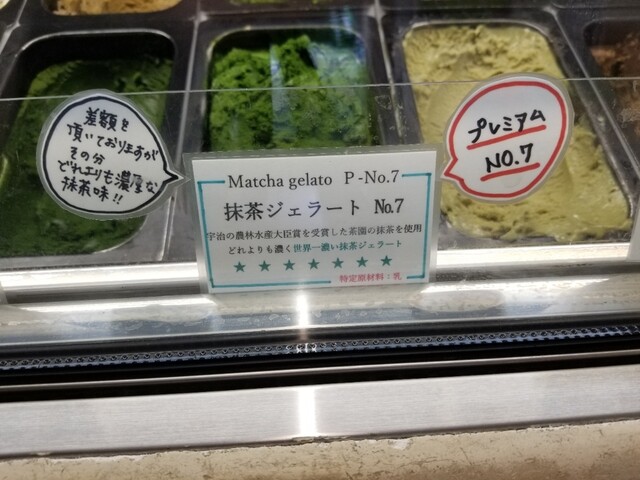 差額を
頂いておりますが
その分
どれよりも濃厚な
抹茶味!!
Matcha gelato P-No.7
抹茶ジェラート No.7
宇治の農林水産大臣賞を受賞した茶園の抹茶を使用
どれよりも濃く世界一濃い抹茶ジェラート
★ ★ ★ ★ ★ ★ ★
特定原材料:乳
プレミアム
NO.7